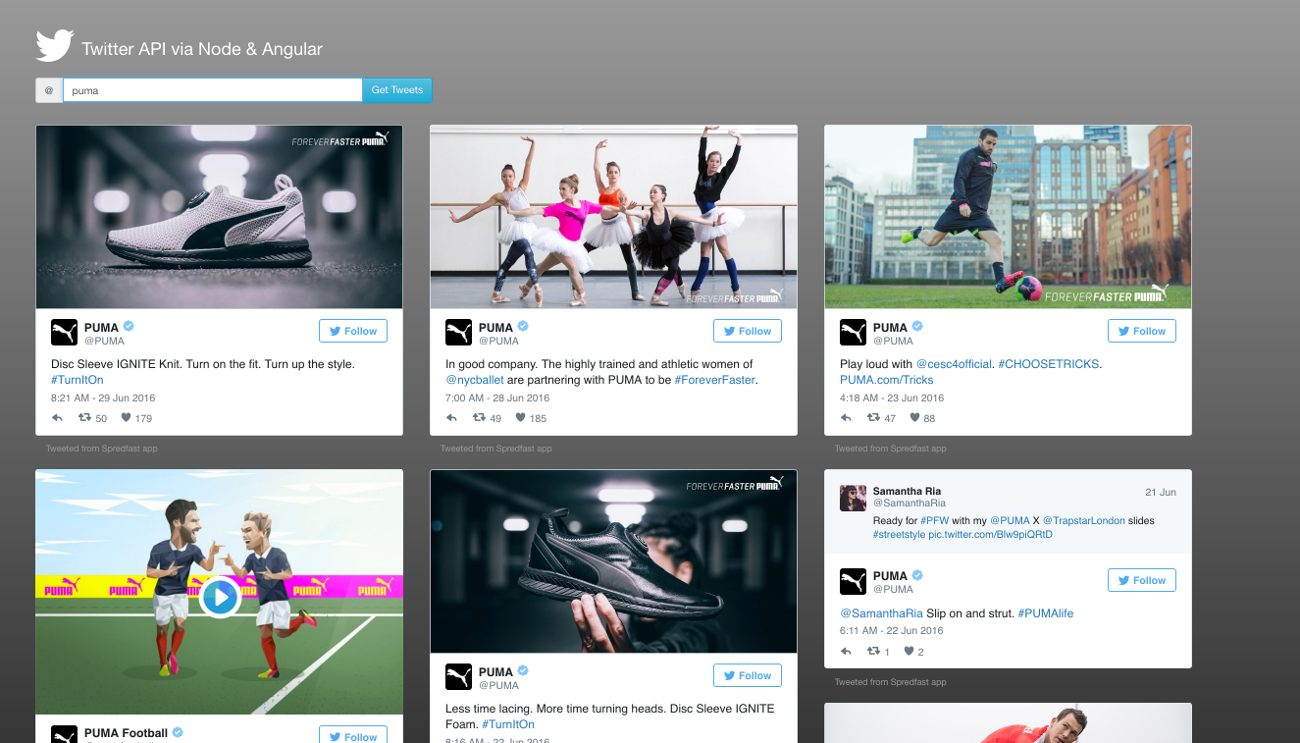 Twitter API via Node & Angular
@ puma Get Tweets
FOREVER FASTER PUMA
PUMA
@PUMA
Follow
Disc Sleeve IGNITE Knit. Turn on the fit. Turn up the style.
#TurnItOn
8:21 AM - 29 Jun 2016
50 179
Tweeted from Spredfast app
FOREVER FASTER PUMA
PUMA
@PUMA
Follow
In good company. The highly trained and athletic women of
@nycballet are partnering with PUMA to be #ForeverFaster.
7:00 AM - 28 Jun 2016
49 185
Tweeted from Spredfast app
FOREVER FASTER PUMA
PUMA
@PUMA
Follow
Play loud with @cesc4official. #CHOOSETRICKS.
PUMA.com/Tricks
4:18 AM - 23 Jun 2016
47 88
Tweeted from Spredfast app
PUMA PUMA PUMA PUMA
PUMA Football
Follow
FOREVER FASTER PUMA
PUMA
@PUMA
Follow
Less time lacing. More time turning heads. Disc Sleeve IGNITE
Foam. #TurnItOn
8:16 AM - 22 Jun 2016
Samantha Ria
21 Jun
@SamanthaRia
Ready for #PFW with my @PUMA X @TrapstarLondon slides
#streetstyle pic.twitter.com/Blw9piQRtD
PUMA
@PUMA
Follow
@SamanthaRia Slip on and strut. #PUMAlife
6:11 AM - 22 Jun 2016
1 2
Tweeted from Spredfast app